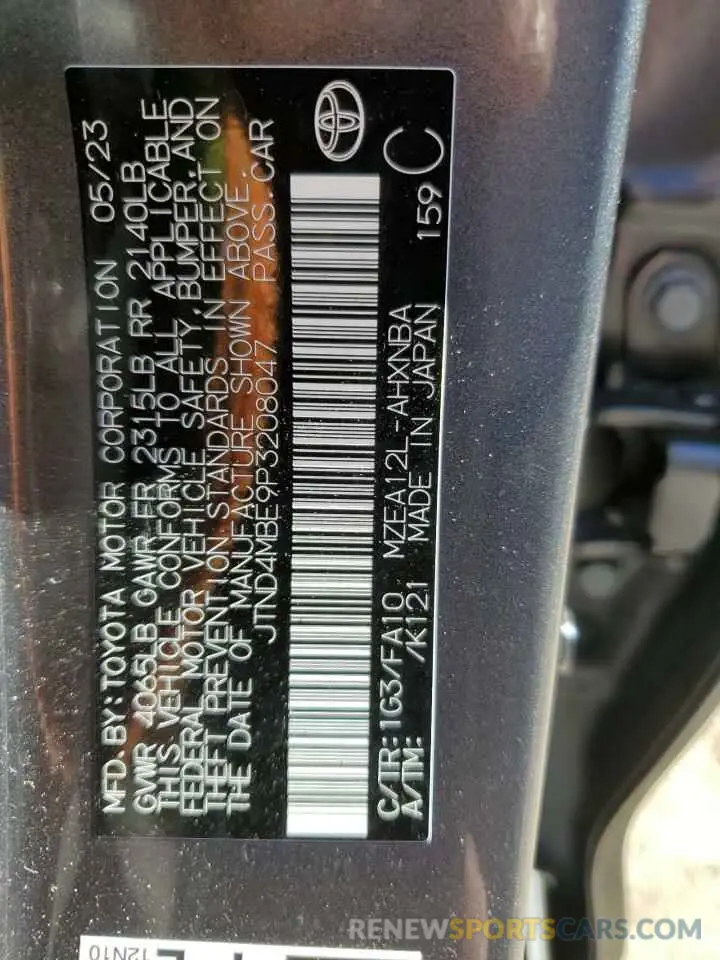 MFD. BY: TOYOTA MOTOR CORPORATION 05/23
GVWR 4065LB GAWR FR 2315LB RR 2140LB
THIS VEHICLE CONFORMS TO ALL APPLICABLE
FEDERAL MOTOR VEHICLE SAFETY, BUMPER, AND
THEFT PREVENTION STANDARDS IN EFFECT ON
THE DATE OF MANUFACTURE SHOWN ABOVE.
JTND4MBE9P3208047 PASS. CAR
C/TR: 1G3/FA10 MZEA12L-AHXNBA 159 C
A/TM: /K121 MADE IN JAPAN
12N10
RENEWSPORTSCARS.COM